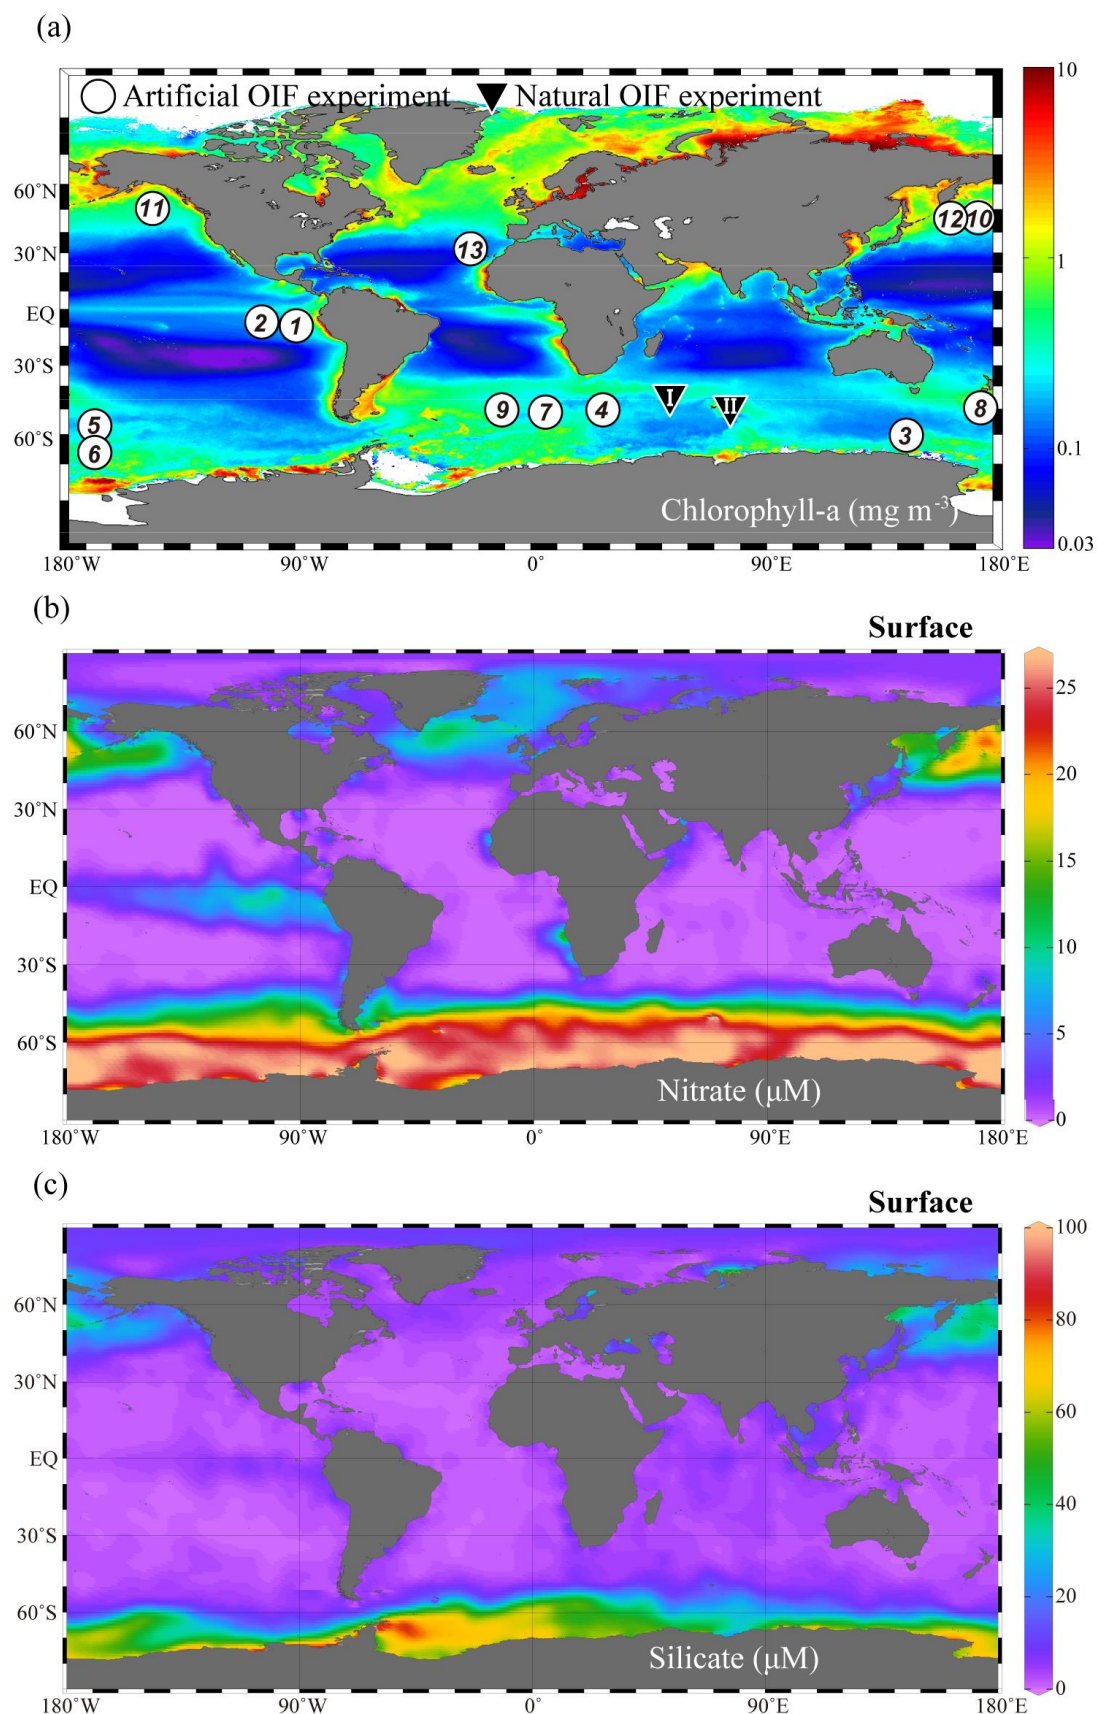 (a)
Artificial OIF experiment Natural OIF experiment
10
60˚N
11
12 10
13
30˚N
1
EQ
2 1
30˚S
I
9 7 4 II 8
5
3
60˚S
6
0.1
Chlorophyll-a (mg m-3)
0.03
180˚W 90˚W 0˚ 90˚E 180˚E
(b)
Surface
25
60˚N
20
30˚N
15
EQ
10
30˚S
5
60˚S
Nitrate (µM)
0
180˚W 90˚W 0˚ 90˚E 180˚E
(c)
Surface
100
60˚N
80
30˚N
60
EQ
40
30˚S
20
60˚S
Silicate (µM)
0
180˚W 90˚W 0 90˚E 180˚E